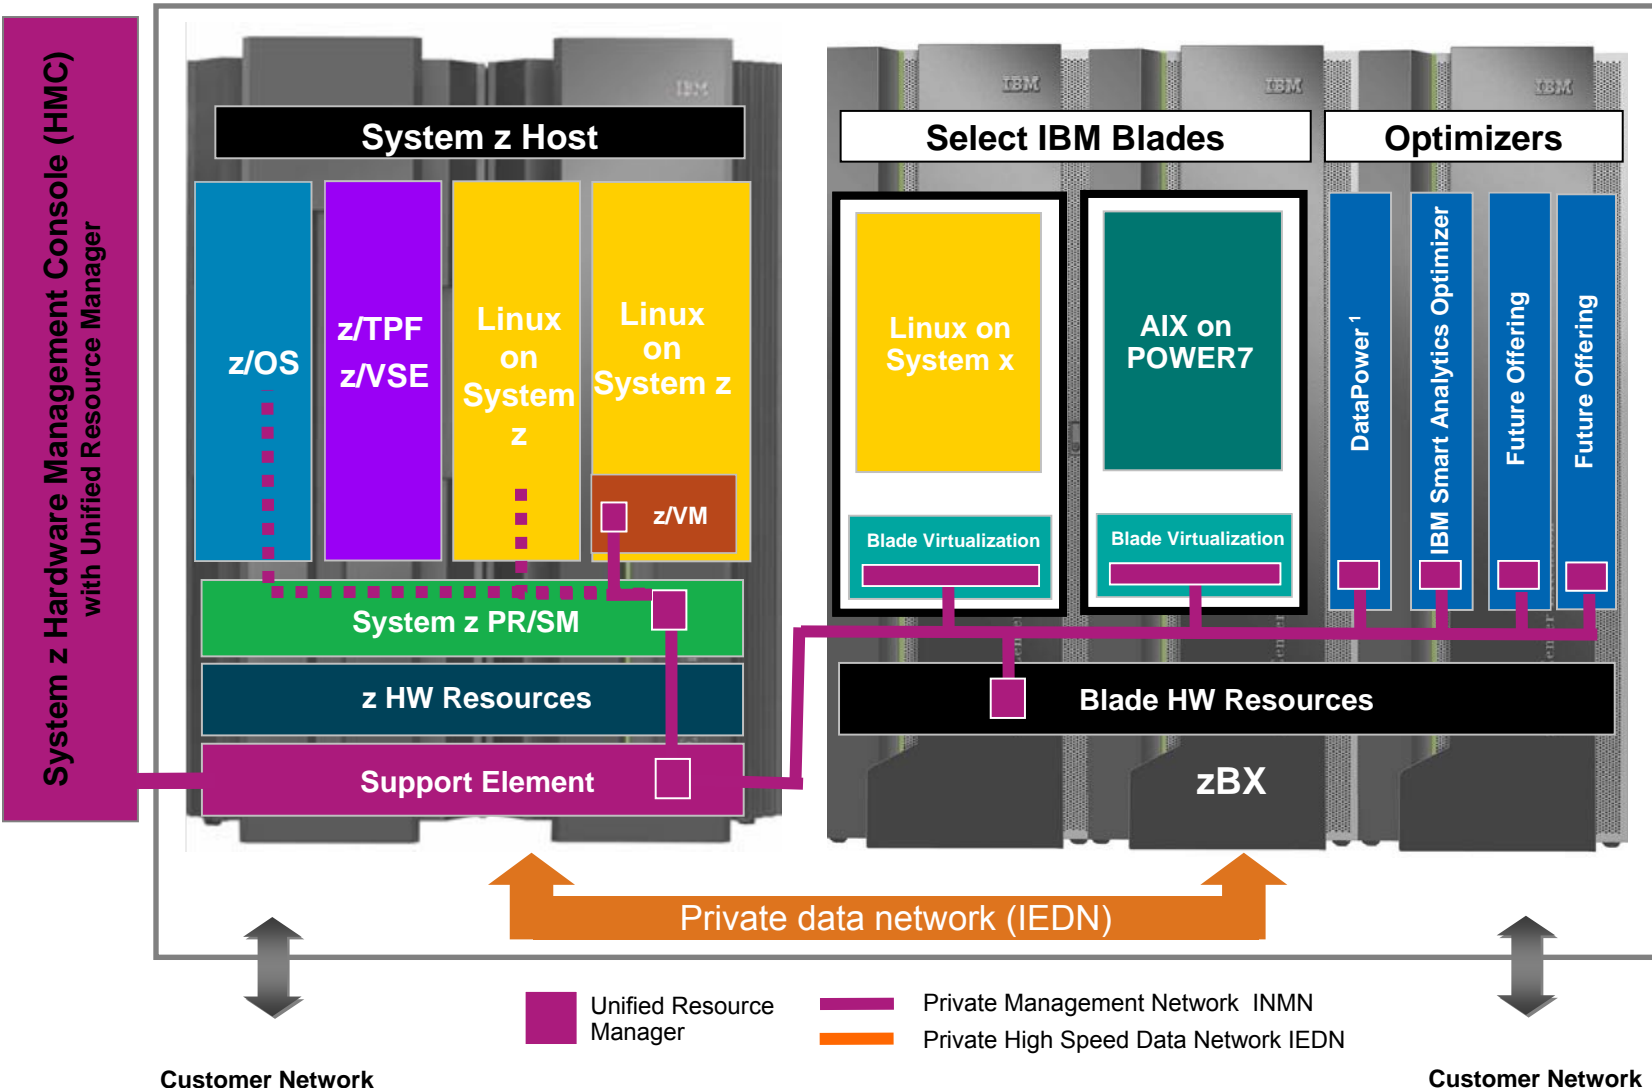 System z Hardware Management Console (HMC)
with Unified Resource Manager
IBM
IBM
IBM
System z Host
Select IBM Blades
Optimizers
z/OS
z/TPF
z/VSE
Linux
on
System
z
Linux
on
System z
z/VM
Linux on
System x
AIX on
POWER7
DataPower 1
IBM Smart Analytics Optimizer
Future Offering
Future Offering
Blade Virtualization
Blade Virtualization
System z PR/SM
z HW Resources
Blade HW Resources
Support Element
zBX
Private data network (IEDN)
Unified Resource
Manager
Private Management Network INMN
Private High Speed Data Network IEDN
Customer Network
Customer Network